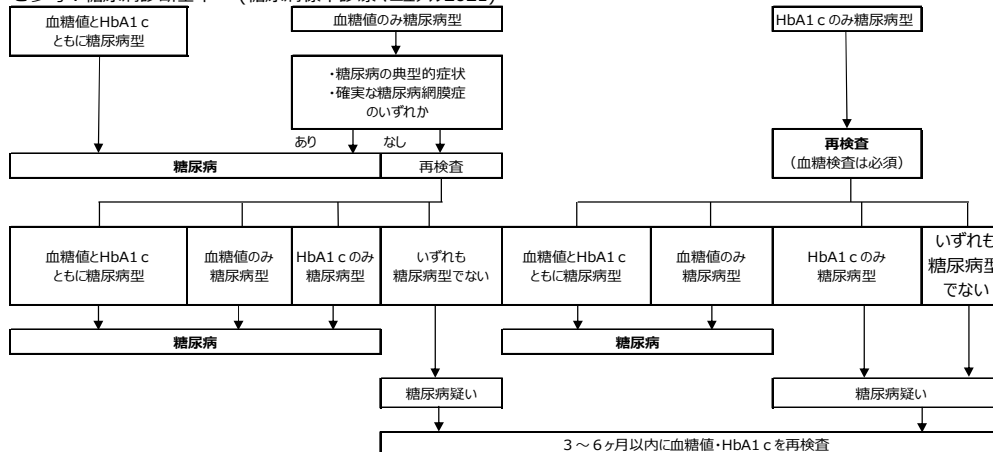 血糖値とHbA1c
ともに糖尿病型
血糖値のみ糖尿病型
HbA1cのみ糖尿病型
・糖尿病の典型的症状
・確実な糖尿病網膜症
のいずれか
あり
なし
糖尿病
再検査
再検査
（血糖検査は必須）
血糖値とHbA1c
ともに糖尿病型
血糖値のみ
糖尿病型
HbA1cのみ
糖尿病型
いずれも
糖尿病型でない
血糖値とHbA1c
ともに糖尿病型
血糖値のみ
糖尿病型
HbA1cのみ
糖尿病型
いずれも
糖尿病型
でない
糖尿病
糖尿病
糖尿病疑い
糖尿病疑い
3～6ヶ月以内に血糖値・HbA1cを再検査